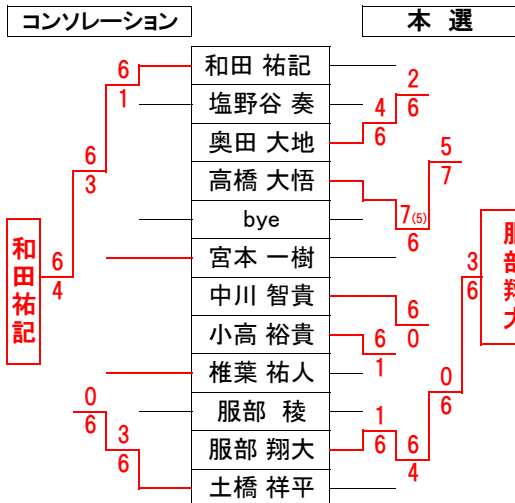 コンソレーション
本 選
和田 祐記
塩野谷 奏
奥田 大地
高橋 大悟
bye
宮本 一樹
中川 智貴
小高 裕貴
椎葉 祐人
服部 稜
服部 翔大
土橋 祥平
6
1
6
3
和田祐記
6
4
0
6
3
6
2
6
4
6
5
7
7(5)
6
6
0
6
1
1
6
6
4
0
6
3
6
服部翔大